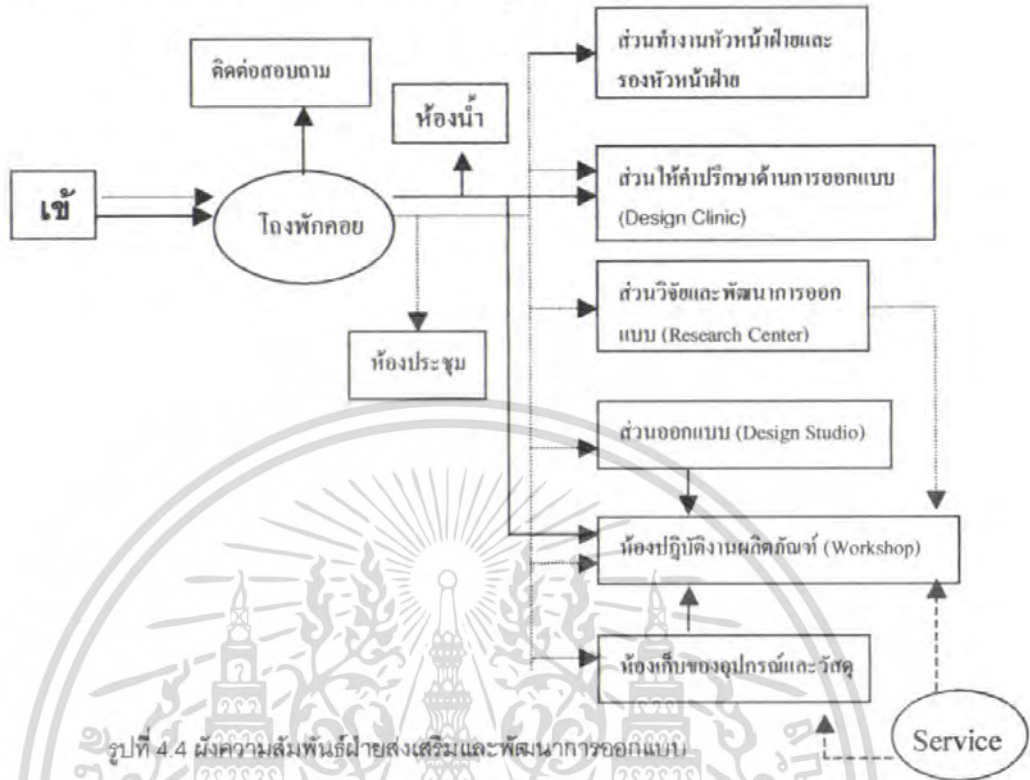 ติดต่อสอบถาม
ห้องน้ำ
ส่วนทำงานหัวหน้าฝ่ายและ
รองหัวหน้าฝ่าย
เข้
โถงพักคอย
ส่วนให้คำปรึกษาด้านการออกแบบ
(Design Clinic)
ส่วนวิจัยและพัฒนาการออก
แบบ (Research Center)
ห้องประชุม
ส่วนออกแบบ (Design Studio)
ห้องปฎิบัติงานผลิตภัณฑ์ (Workshop)
ห้องเก็บของอุปกรณ์และวัสดุ
Service
รูปที่ 4.4 ผังความสัมพันธ์ฝ่ายส่งเสริมและพัฒนาการออกแบบ